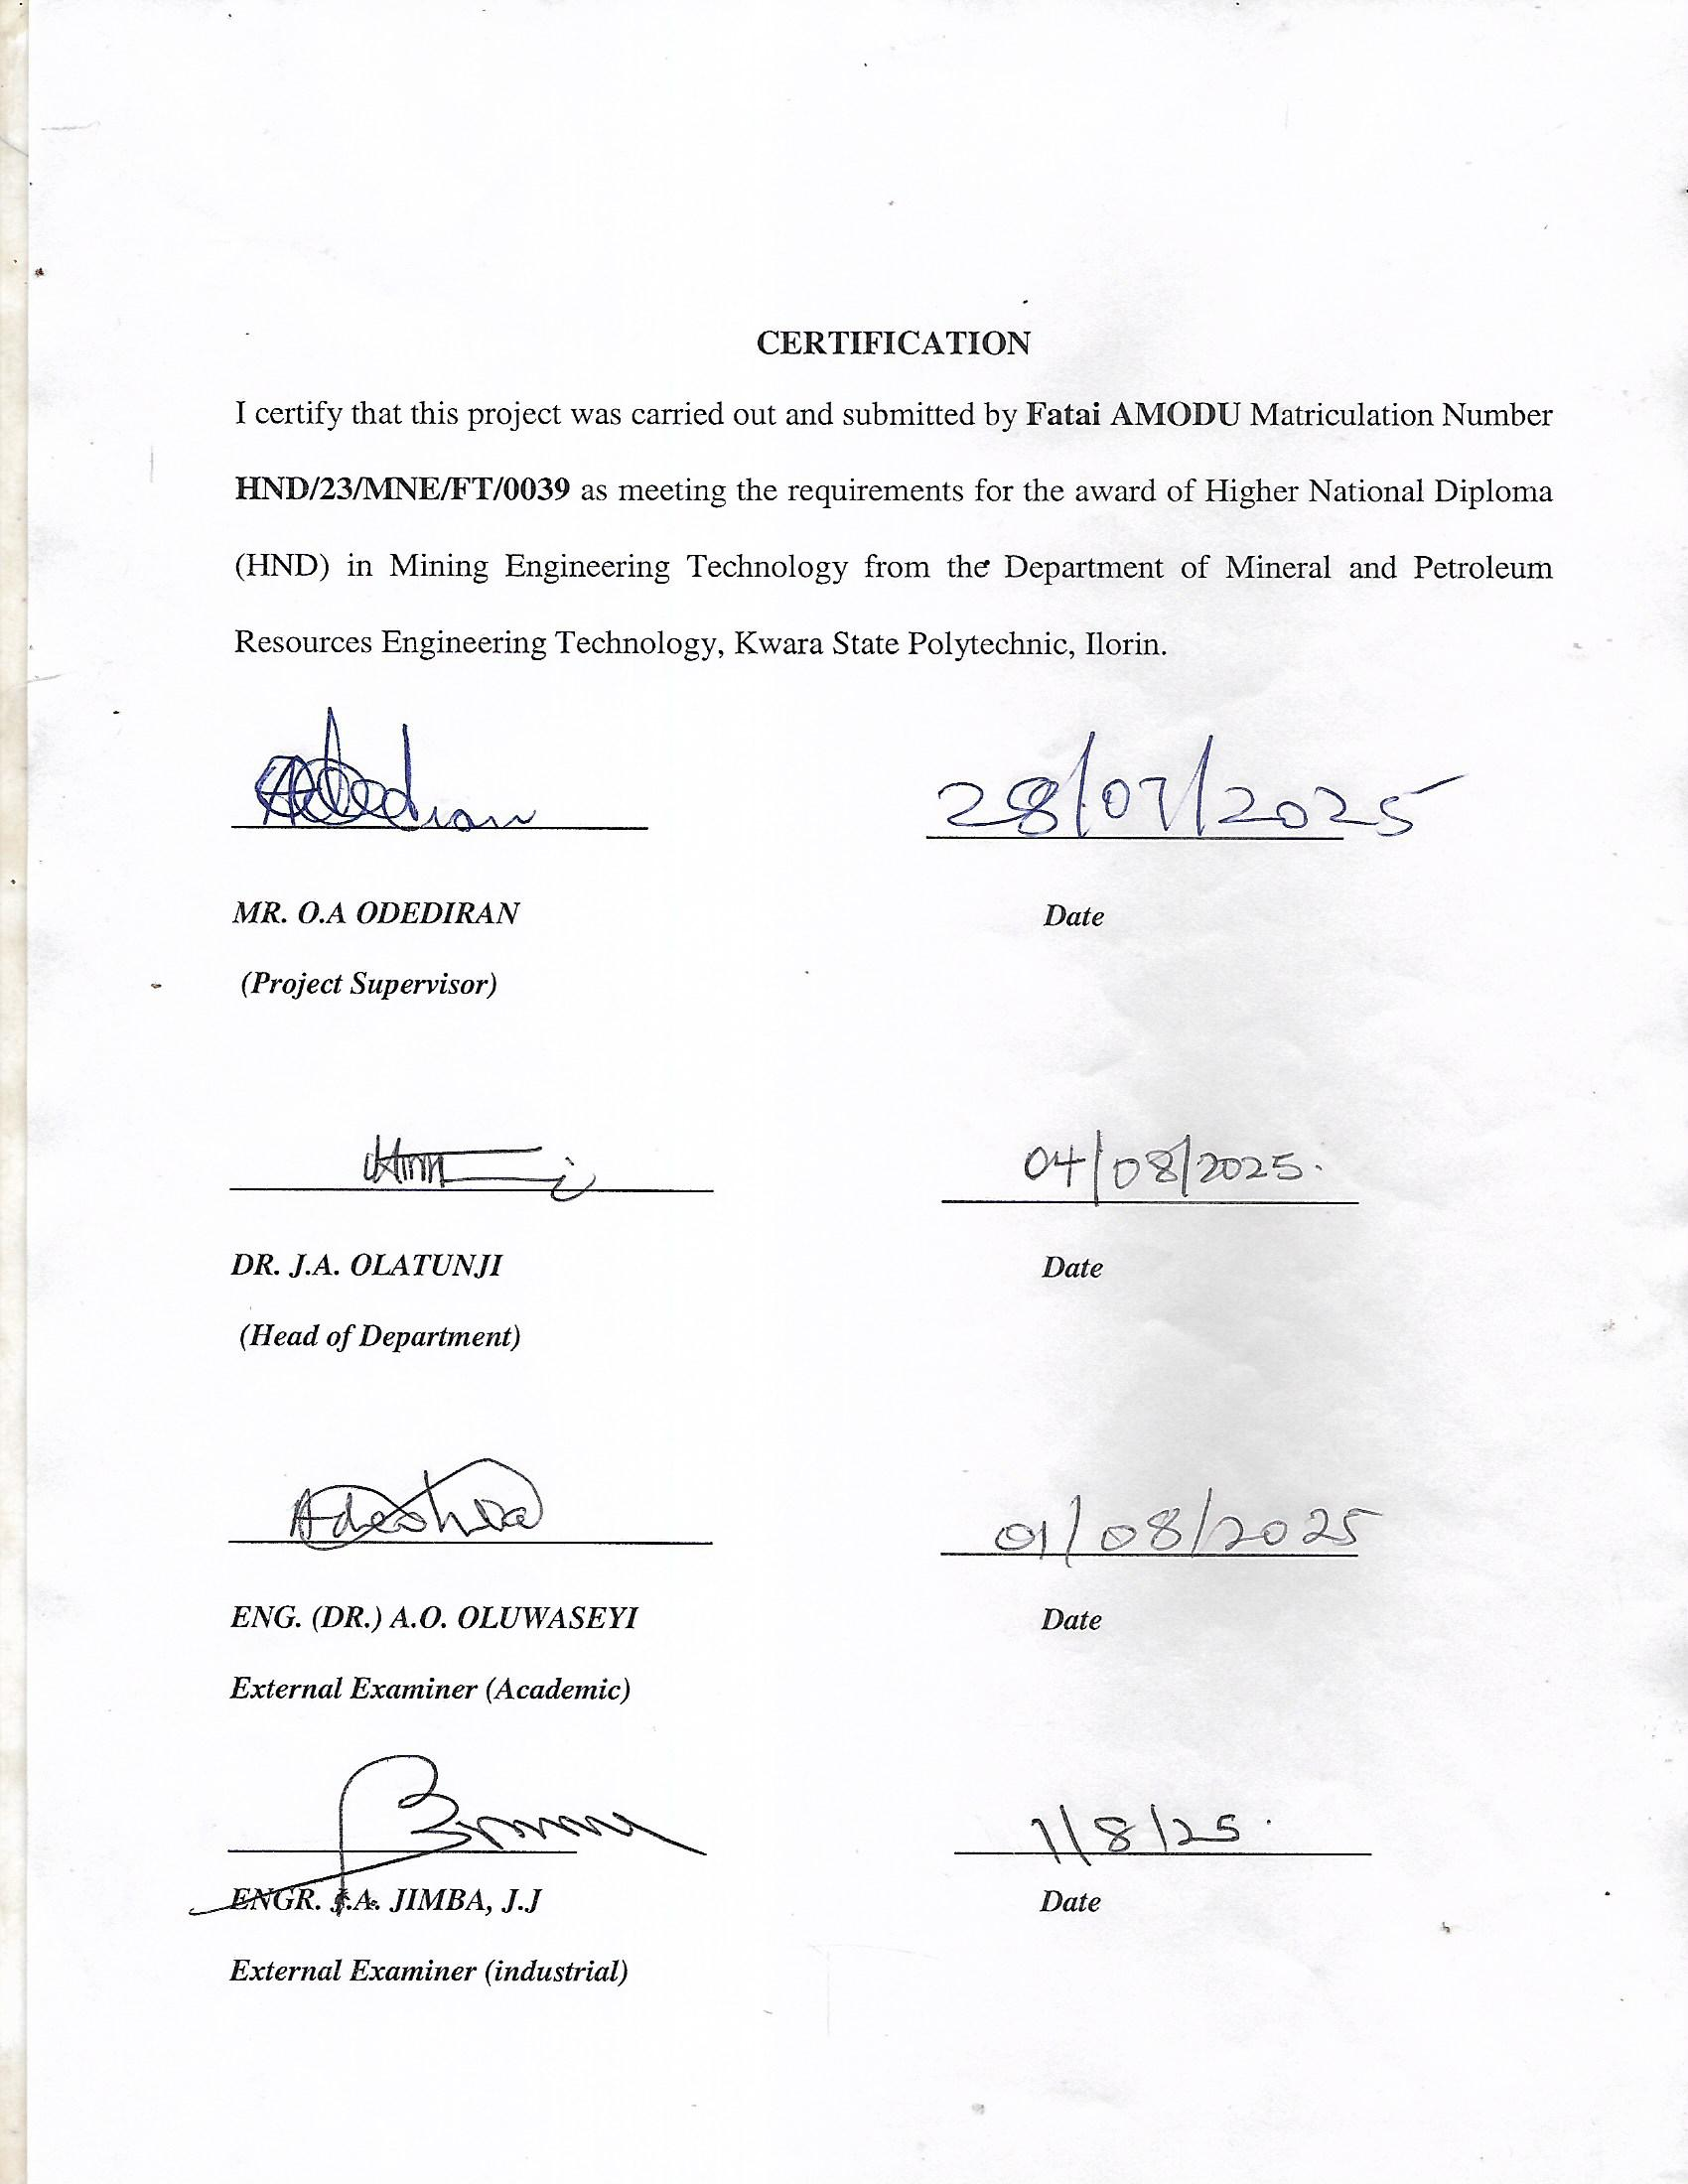 CERTIFICATION
I certify that this project was carried out and submitted by Fatai AMODU Matriculation Number
HND/23/MNE/FT/0039 as meeting the requirements for the award of Higher National Diploma
(HND) in Mining Engineering Technology from the Department of Mineral and Petroleum
Resources Engineering Technology, Kwara State Polytechnic, Ilorin.
28/07/2025
MR. O.A ODEDIRAN Date
(Project Supervisor)
04/08/2025.
DR. J.A. OLATUNJI Date
(Head of Department)
01/08/2025
ENG. (DR.) A.O. OLUWASEYI Date
External Examiner (Academic)
1/8/25.
ENGR. JIMBA, J.J Date
External Examiner (industrial)